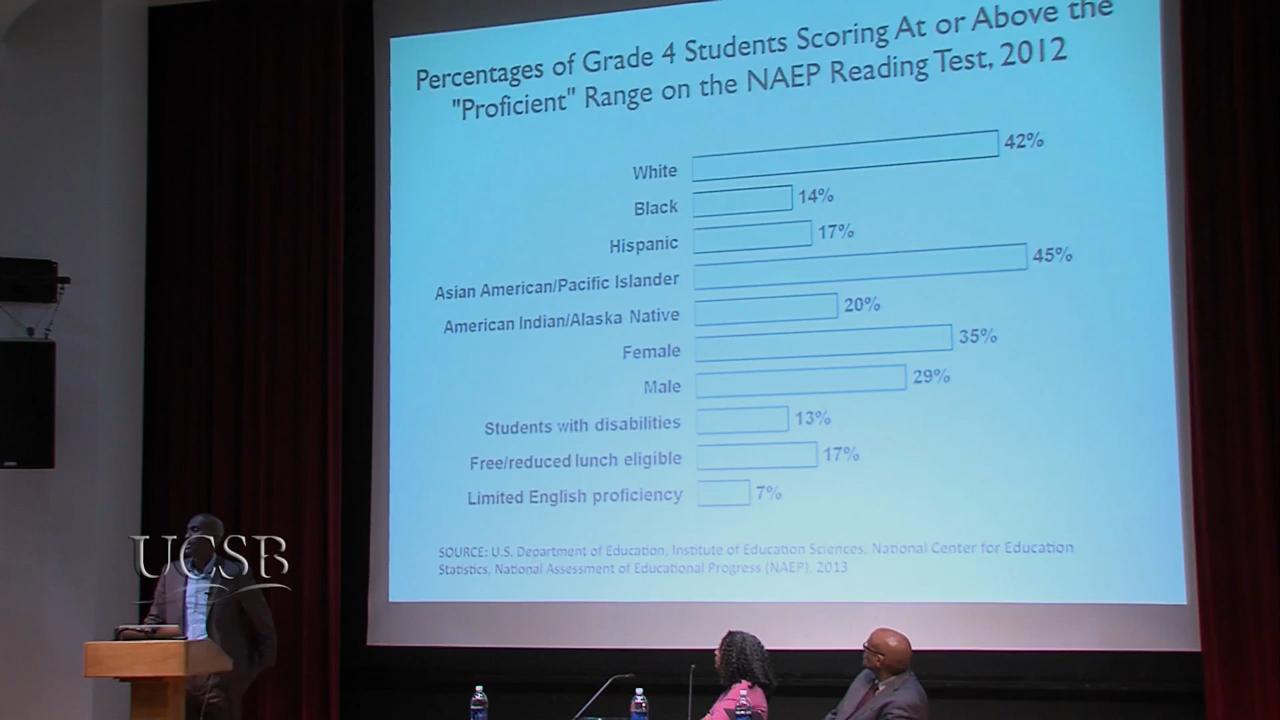 Percentages of Grade 4 Students Scoring At or Above the
"Proficient" Range on the NAEP Reading Test, 2012
White 42%
Black 14%
Hispanic 17%
Asian American/Pacific Islander 45%
American Indian/Alaska Native 20%
Female 35%
Male 29%
Students with disabilities 13%
Free/reduced lunch eligible 17%
Limited English proficiency 7%
SOURCE: U.S. Department of Education, Institute of Education Sciences, National Center for Education
Statistics, National Assessment of Educational Progress (NAEP), 2013
UCSB